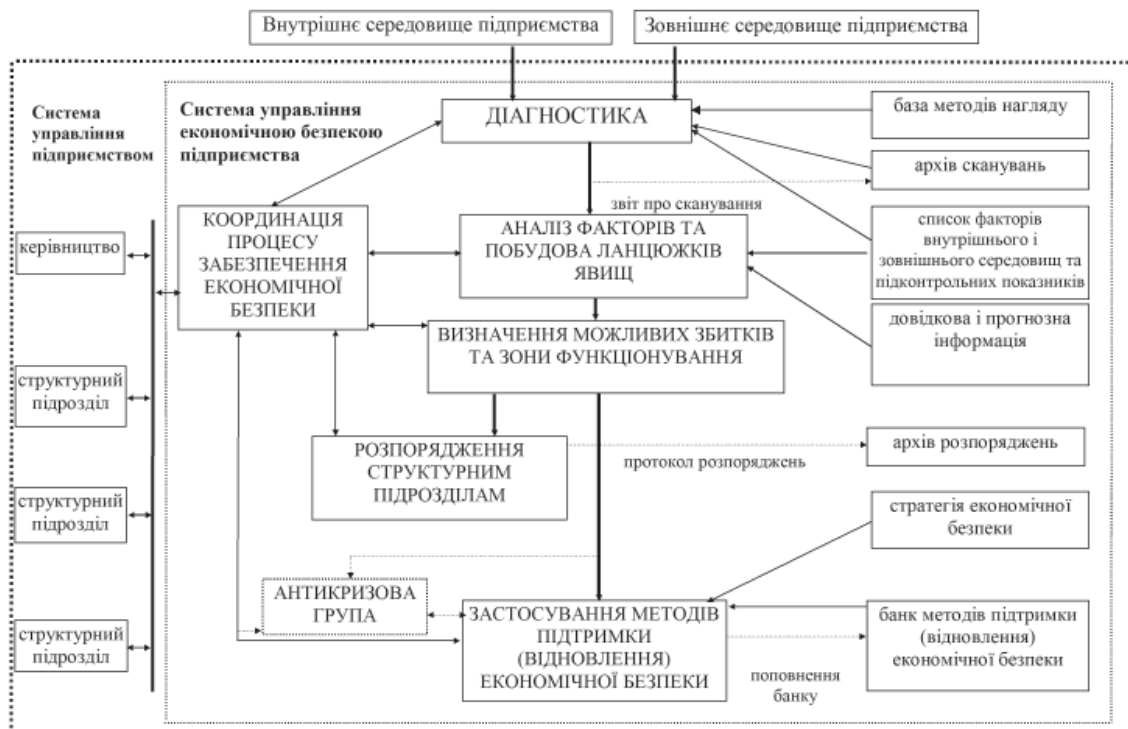 Внутрішнє середовище підприємства
Зовнішнє середовище підприємства
Система
управління
підприємством
Система управління
економічною безпекою
підприємства
ДІАГНОСТИКА
база методів нагляду
архів сканувань
звіт про сканування
КООРДИНАЦІЯ
ПРОЦЕСУ
ЗАБЕЗПЕЧЕННЯ
ЕКОНОМІЧНОЇ
БЕЗПЕКИ
АНАЛІЗ ФАКТОРІВ ТА
ПОБУДОВА ЛАНЦЮЖКІВ
ЯВИЩ
список факторів
внутрішнього і
зовнішнього середовищ та
підконтрольних показників
керівництво
ВИЗНАЧЕННЯ МОЖЛИВИХ ЗБИТКІВ
ТА ЗОНИ ФУНКЦІОНУВАННЯ
довідкова і прогнозна
інформація
структурний
підрозділ
РОЗПОРЯДЖЕННЯ
СТРУКТУРНИМ
ПІДРОЗДІЛАМ
протокол розпоряджень
архів розпоряджень
структурний
підрозділ
стратегія економічної
безпеки
АНТИКРИЗОВА
ГРУПА
ЗАСТОСУВАННЯ МЕТОДІВ
ПІДТРИМКИ
(ВІДНОВЛЕННЯ)
ЕКОНОМІЧНОЇ БЕЗПЕКИ
банк методів підтримки
(відновлення)
економічної безпеки
структурний
підрозділ
поповнення
банку